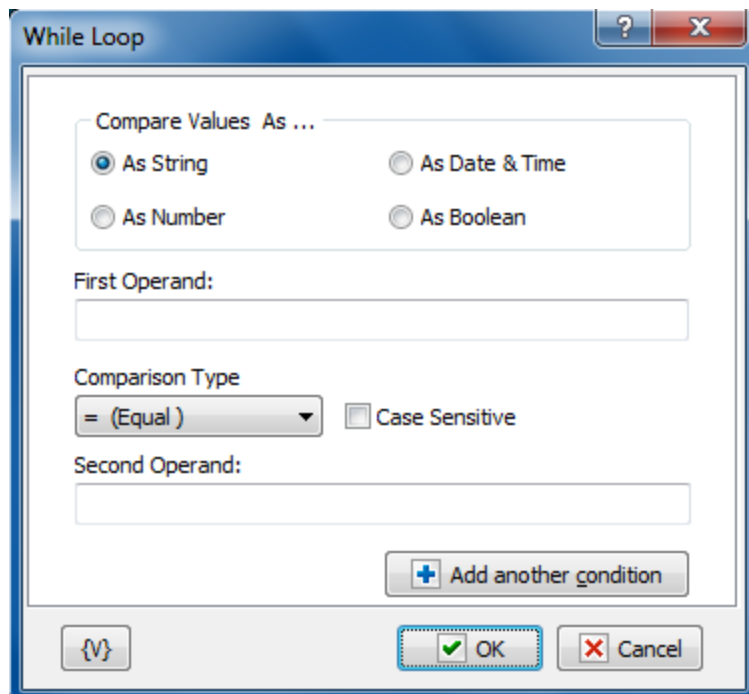 While Loop
?
Compare Values As ...
As String
As Date & Time
As Number
As Boolean
First Operand:
Comparison Type
= (Equal )
Case Sensitive
Second Operand:
Add another condition
{V}
OK
Cancel